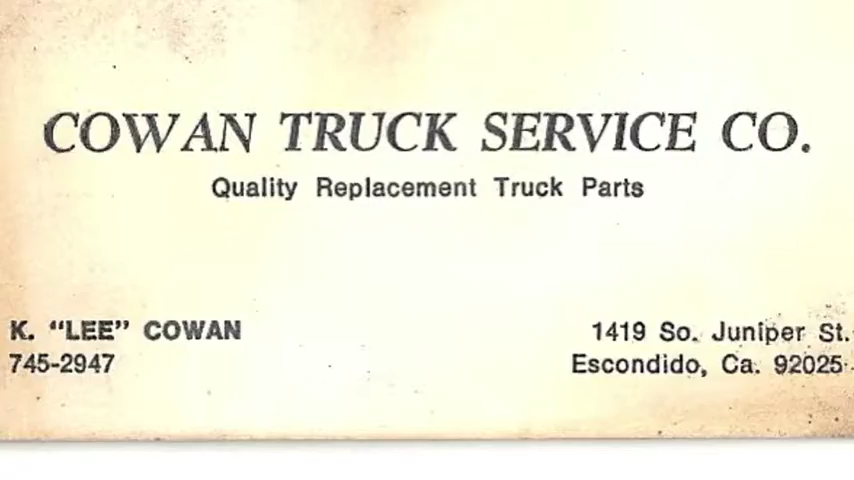 COWAN TRUCK SERVICE CO.
Quality Replacement Truck Parts
K. “LEE” COWAN
745-2947
1419 So. Juniper St.
Escondido, Ca. 92025